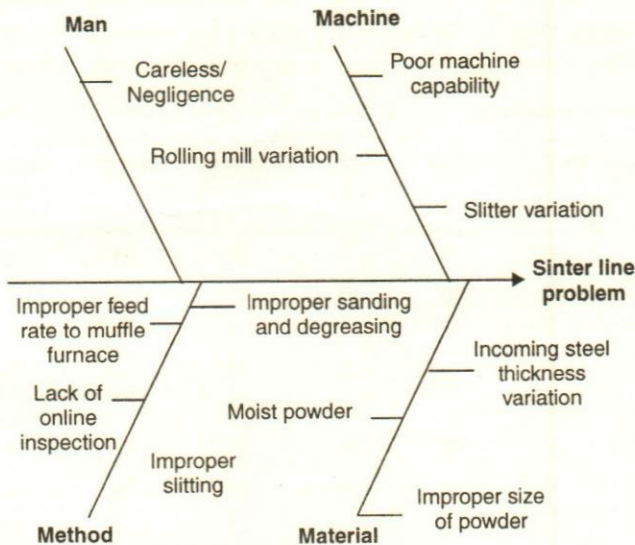 Man
Machine
Careless/
Negligence
Poor machine
capability
Rolling mill variation
Slitter variation
Sinter line
problem
Improper feed
rate to muffle
furnace
Improper sanding
and degreasing
Incoming steel
thickness
variation
Lack of
online
inspection
Moist powder
Improper
slitting
Improper size
of powder
Method
Material